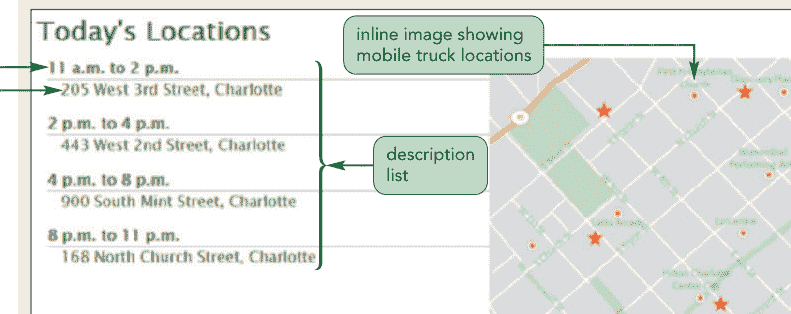 Today's Locations
inline image showing
mobile truck locations
11 a.m. to 2 p.m.
205 West 3rd Street, Charlotte
2 p.m. to 4 p.m.
443 West 2nd Street, Charlotte
description
list
4 p.m. to 8 p.m.
900 South Mint Street, Charlotte
8 p.m. to 11 p.m.
168 North Church Street, Charlotte